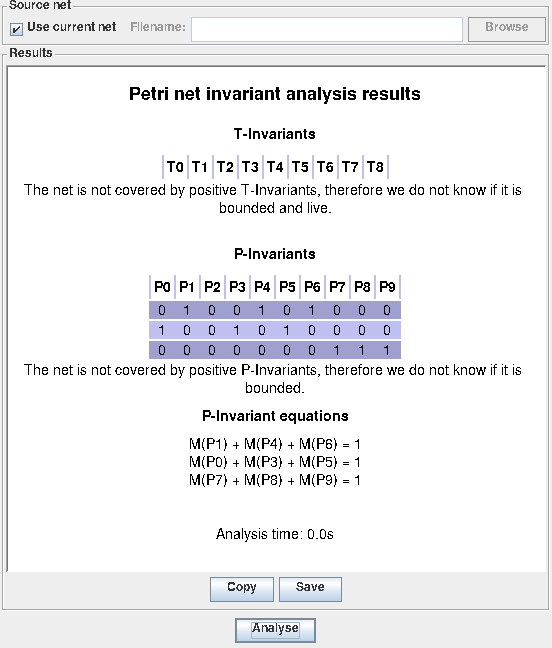 Source net
Use current net Filename: Browse
Results
Petri net invariant analysis results
T-Invariants
T0 T1 T2 T3 T4 T5 T6 T7 T8
The net is not covered by positive T-Invariants, therefore we do not know if it is
bounded and live.
P-Invariants
P0 P1 P2 P3 P4 P5 P6 P7 P8 P9
0 1 0 0 1 0 1 0 0 0
1 0 0 1 0 1 0 0 0 0
0 0 0 0 0 0 0 1 1 1
The net is not covered by positive P-Invariants, therefore we do not know if it is
bounded.
P-Invariant equations
M(P1) + M(P4) + M(P6) = 1
M(P0) + M(P3) + M(P5) = 1
M(P7) + M(P8) + M(P9) = 1
Analysis time: 0.0s
Copy Save
Analyse